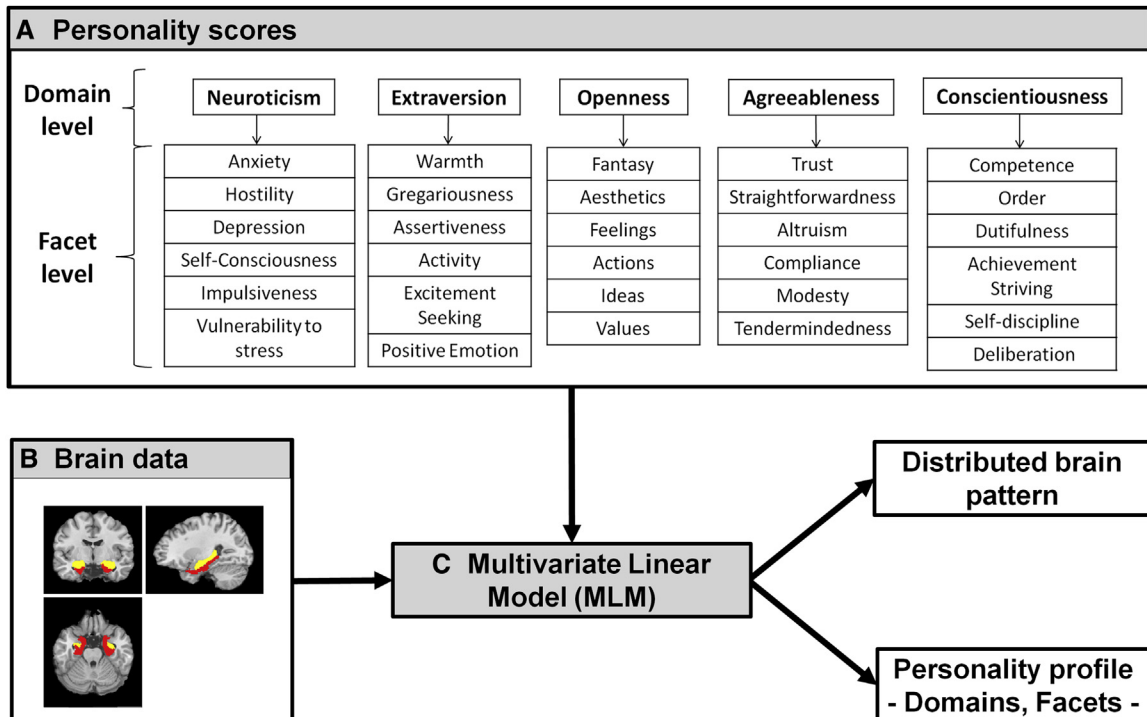 A Personality scores
Domain
level
Neuroticism
Extraversion
Openness
Agreeableness
Conscientiousness
Facet
level
Anxiety
Hostility
Depression
Self-Consciousness
Impulsiveness
Vulnerability to
stress
Warmth
Gregariousness
Assertiveness
Activity
Excitement
Seeking
Positive Emotion
Fantasy
Aesthetics
Feelings
Actions
Ideas
Values
Trust
Straightforwardness
Altruism
Compliance
Modesty
Tendermindedness
Competence
Order
Dutifulness
Achievement
Striving
Self-discipline
Deliberation
B Brain data
C Multivariate Linear
Model (MLM)
Distributed brain
pattern
Personality profile
- Domains, Facets -